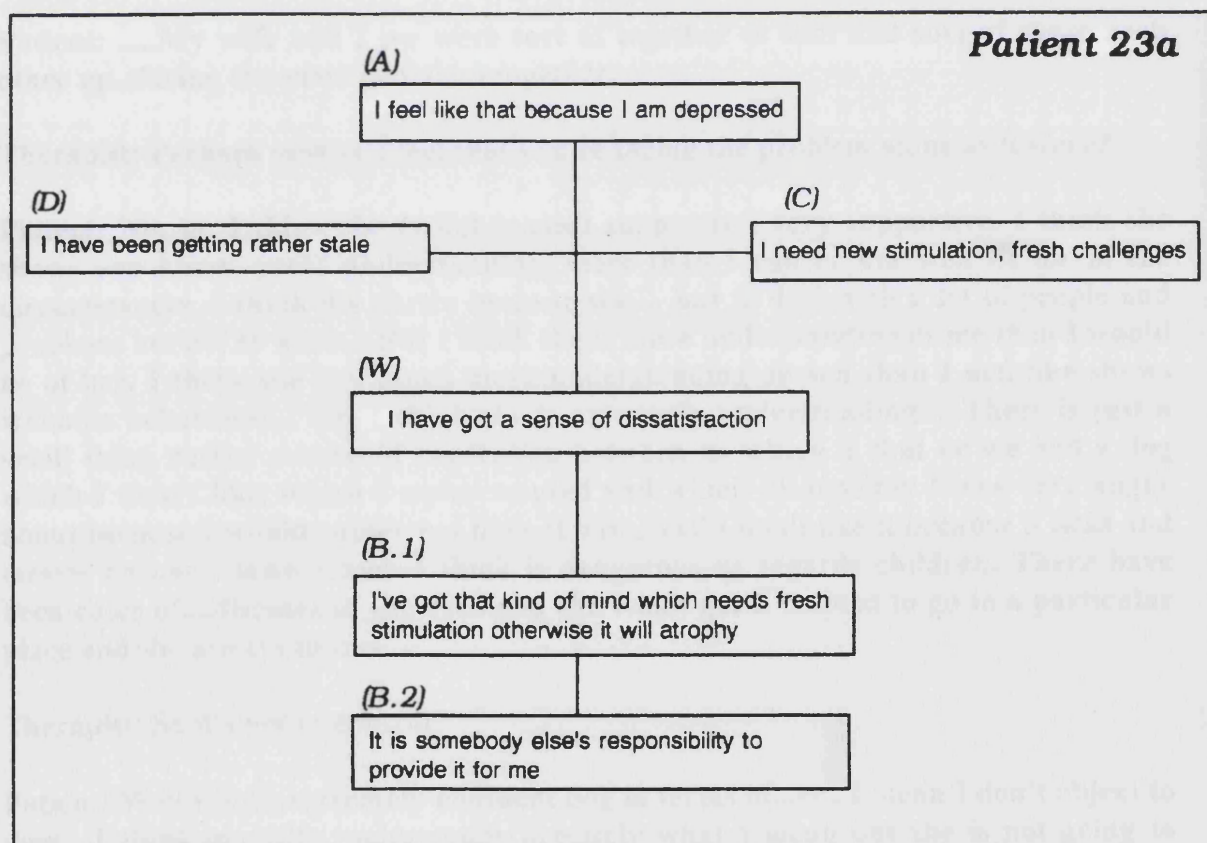 Patient 23a
(A)
I feel like that because I am depressed
(D)
I have been getting rather stale
(C)
I need new stimulation, fresh challenges
(W)
I have got a sense of dissatisfaction
(B.1)
I've got that kind of mind which needs fresh
stimulation otherwise it will atrophy
(B.2)
It is somebody else's responsibility to
provide it for me